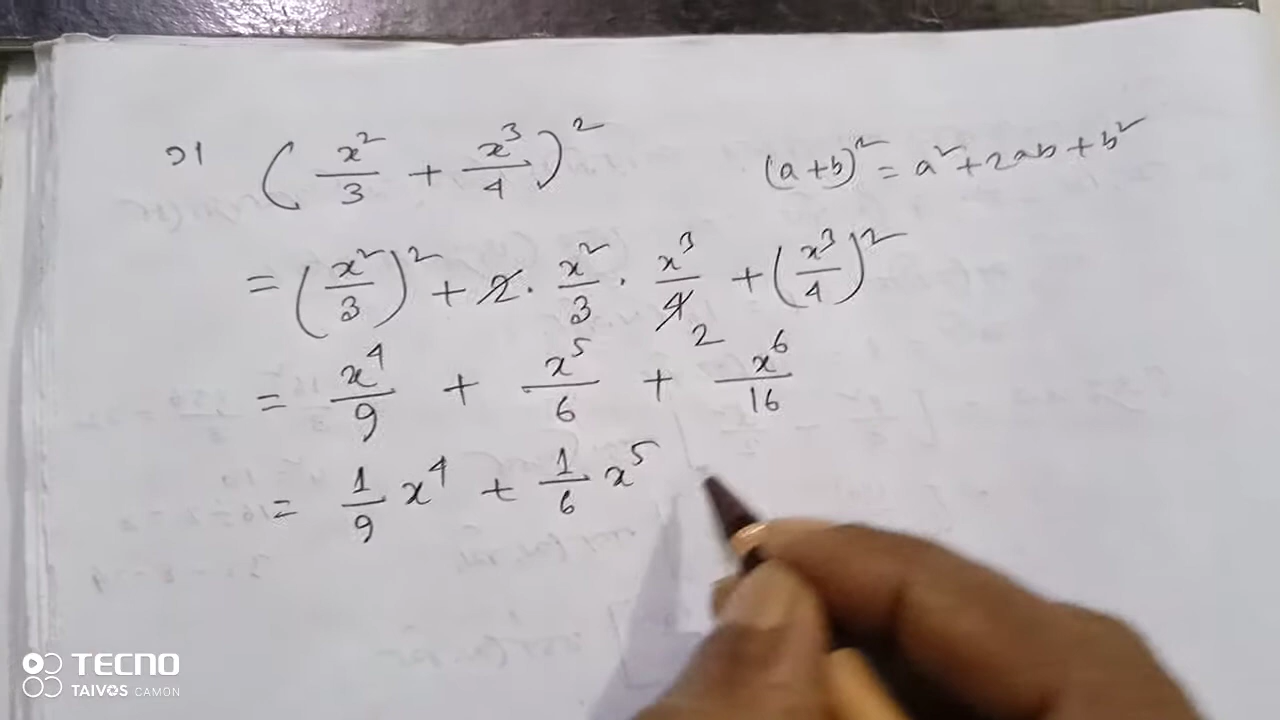 ২। (x²/3 + x³/4)² (a+b)² = a² + 2ab + b²
= (x²/3)² + 2 · x²/3 · x³/4 + (x³/4)²
2
= x⁴/9 + x⁵/6 + x⁶/16
= 1/9 x⁴ + 1/6 x⁵
TECNO
TAIVOS CAMON